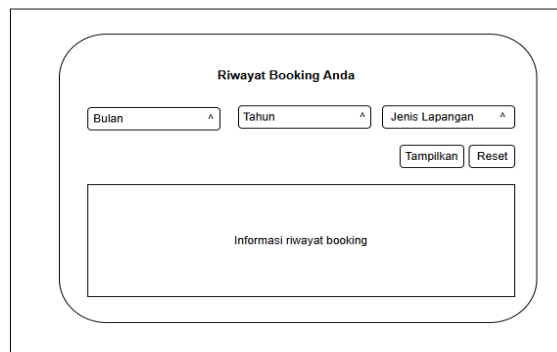 Riwayat Booking Anda
Bulan ^ Tahun ^ Jenis Lapangan ^
Tampilkan Reset
Informasi riwayat booking